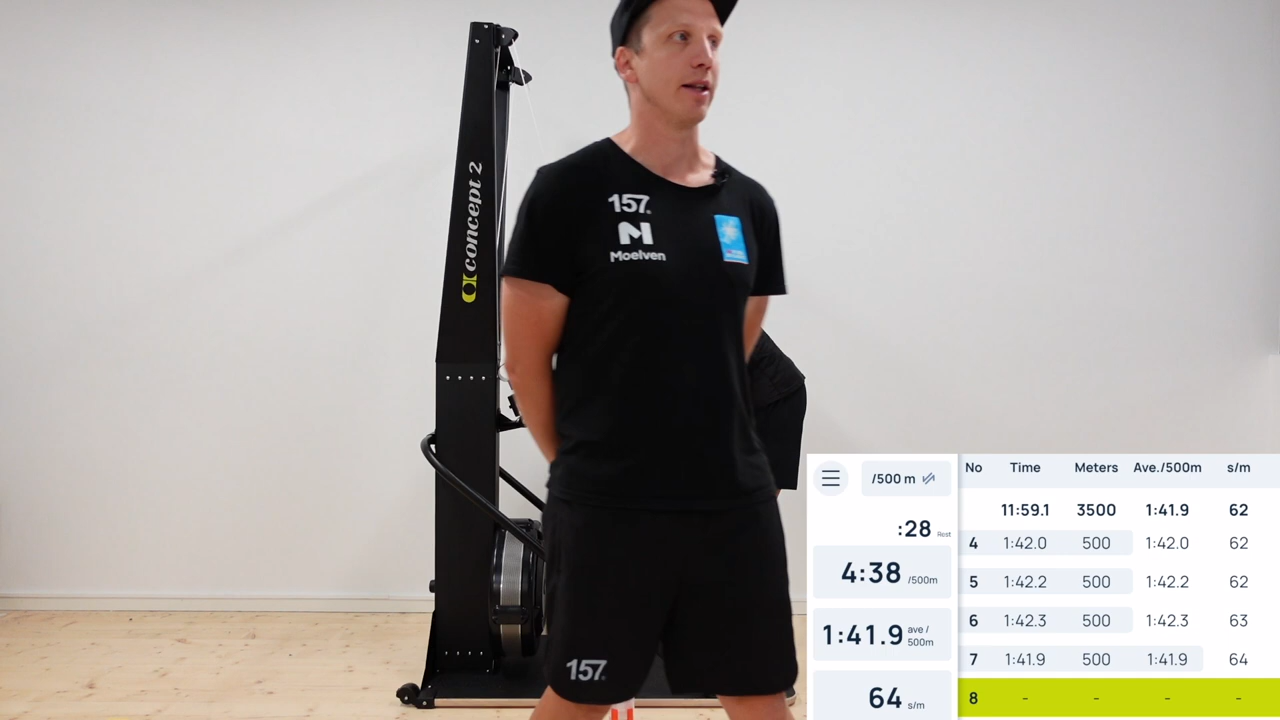 concept 2
157.
Moelven
157.
/500 m
:28 Rest
4:38 /500m
1:41.9 ave / 500m
64 s/m
No Time Meters Ave./500m s/m
11:59.1 3500 1:41.9 62
4 1:42.0 500 1:42.0 62
5 1:42.2 500 1:42.2 62
6 1:42.3 500 1:42.3 63
7 1:41.9 500 1:41.9 64
8 - - - -